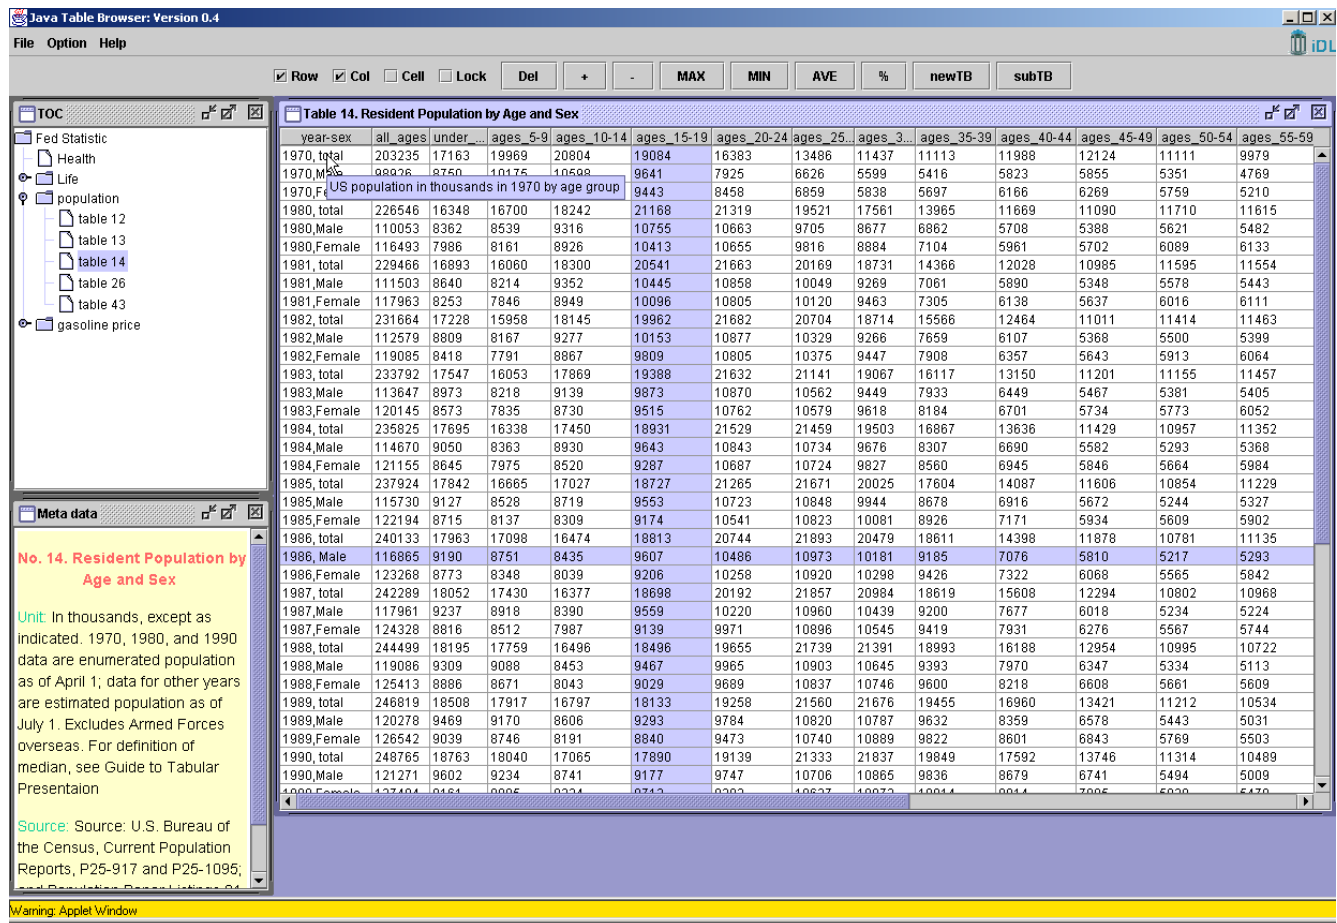 Java Table Browser: Version 0.4
File Option Help
iDL
Row Col Cell Lock Del + - MAX MIN AVE % newTB subTB
TOC
Fed Statistic
Health
Life
population
table 12
table 13
table 14
table 26
table 43
gasoline price
Meta data
No. 14. Resident Population by
Age and Sex
Unit: In thousands, except as
indicated. 1970, 1980, and 1990
data are enumerated population
as of April 1; data for other years
are estimated population as of
July 1. Excludes Armed Forces
overseas. For definition of
median, see Guide to Tabular
Presentaion
Source: Source: U.S. Bureau of
the Census, Current Population
Reports, P25-917 and P25-1095;
Table 14. Resident Population by Age and Sex
year-sex all_ages under_... ages_5-9 ages_10-14 ages_15-19 ages_20-24 ages_25... ages_3... ages_35-39 ages_40-44 ages_45-49 ages_50-54 ages_55-59
1970, total 203235 17163 19969 20804 19084 16383 13486 11437 11113 11988 12124 11111 9979
1970,Male 98926 8750 10175 10598 9641 7925 6626 5599 5416 5823 5855 5351 4769
US population in thousands in 1970 by age group
9443 8458 6859 5838 5697 6166 6269 5759 5210
1980, total 226546 16348 16700 18242 21168 21319 19521 17561 13965 11669 11090 11710 11615
1980,Male 110053 8362 8539 9316 10755 10663 9705 8677 6862 5708 5388 5621 5482
1980,Female 116493 7986 8161 8926 10413 10655 9816 8884 7104 5961 5702 6089 6133
1981, total 229466 16893 16060 18300 20541 21663 20169 18731 14366 12028 10985 11595 11554
1981,Male 111503 8640 8214 9352 10445 10858 10049 9269 7061 5890 5348 5578 5443
1981,Female 117963 8253 7846 8949 10096 10805 10120 9463 7305 6138 5637 6016 6111
1982, total 231664 17228 15958 18145 19962 21682 20704 18714 15566 12464 11011 11414 11463
1982,Male 112579 8809 8167 9277 10153 10877 10329 9266 7659 6107 5368 5500 5399
1982,Female 119085 8418 7791 8867 9809 10805 10375 9447 7908 6357 5643 5913 6064
1983, total 233792 17547 16053 17869 19388 21632 21141 19067 16117 13150 11201 11155 11457
1983,Male 113647 8973 8218 9139 9873 10870 10562 9449 7933 6449 5467 5381 5405
1983,Female 120145 8573 7835 8730 9515 10762 10579 9618 8184 6701 5734 5773 6052
1984, total 235825 17695 16338 17450 18931 21529 21459 19503 16867 13636 11429 10957 11352
1984,Male 114670 9050 8363 8930 9643 10843 10734 9676 8307 6690 5582 5293 5368
1984,Female 121155 8645 7975 8520 9287 10687 10724 9827 8560 6945 5846 5664 5984
1985, total 237924 17842 16665 17027 18727 21265 21671 20025 17604 14087 11606 10854 11229
1985,Male 115730 9127 8528 8719 9553 10723 10848 9944 8678 6916 5672 5244 5327
1985,Female 122194 8715 8137 8309 9174 10541 10823 10081 8926 7171 5934 5609 5902
1986, total 240133 17963 17098 16474 18813 20744 21893 20479 18611 14398 11878 10781 11135
1986, Male 116865 9190 8751 8435 9607 10486 10973 10181 9185 7076 5810 5217 5293
1986,Female 123268 8773 8348 8039 9206 10258 10920 10298 9426 7322 6068 5565 5842
1987, total 242289 18052 17430 16377 18698 20192 21857 20984 18619 15608 12294 10802 10968
1987,Male 117961 9237 8918 8390 9559 10220 10960 10439 9200 7677 6018 5234 5224
1987,Female 124328 8816 8512 7987 9139 9971 10896 10545 9419 7931 6276 5567 5744
1988, total 244499 18195 17759 16496 18496 19655 21739 21391 18993 16188 12954 10995 10722
1988,Male 119086 9309 9088 8453 9467 9965 10903 10645 9393 7970 6347 5334 5113
1988,Female 125413 8886 8671 8043 9029 9689 10837 10746 9600 8218 6608 5661 5609
1989, total 246819 18508 17917 16797 18133 19258 21560 21676 19455 16960 13421 11212 10534
1989,Male 120278 9469 9170 8606 9293 9784 10820 10787 9632 8359 6578 5443 5031
1989,Female 126542 9039 8746 8191 8840 9473 10740 10889 9822 8601 6843 5769 5503
1990, total 248765 18763 18040 17065 17890 19139 21333 21837 19849 17592 13746 11314 10489
1990,Male 121271 9602 9234 8741 9177 9747 10706 10865 9836 8679 6741 5494 5009
Warning: Applet Window